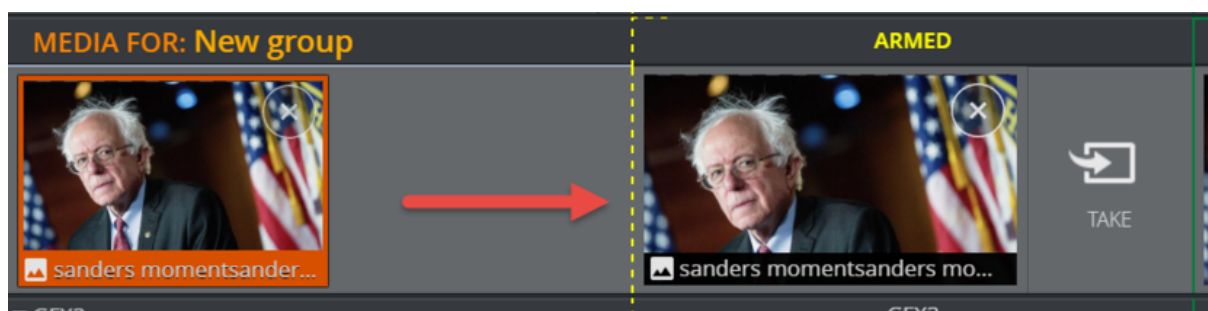 MEDIA FOR: New group
ARMED
sanders momentsander...
sanders momentsanders mo...
TAKE